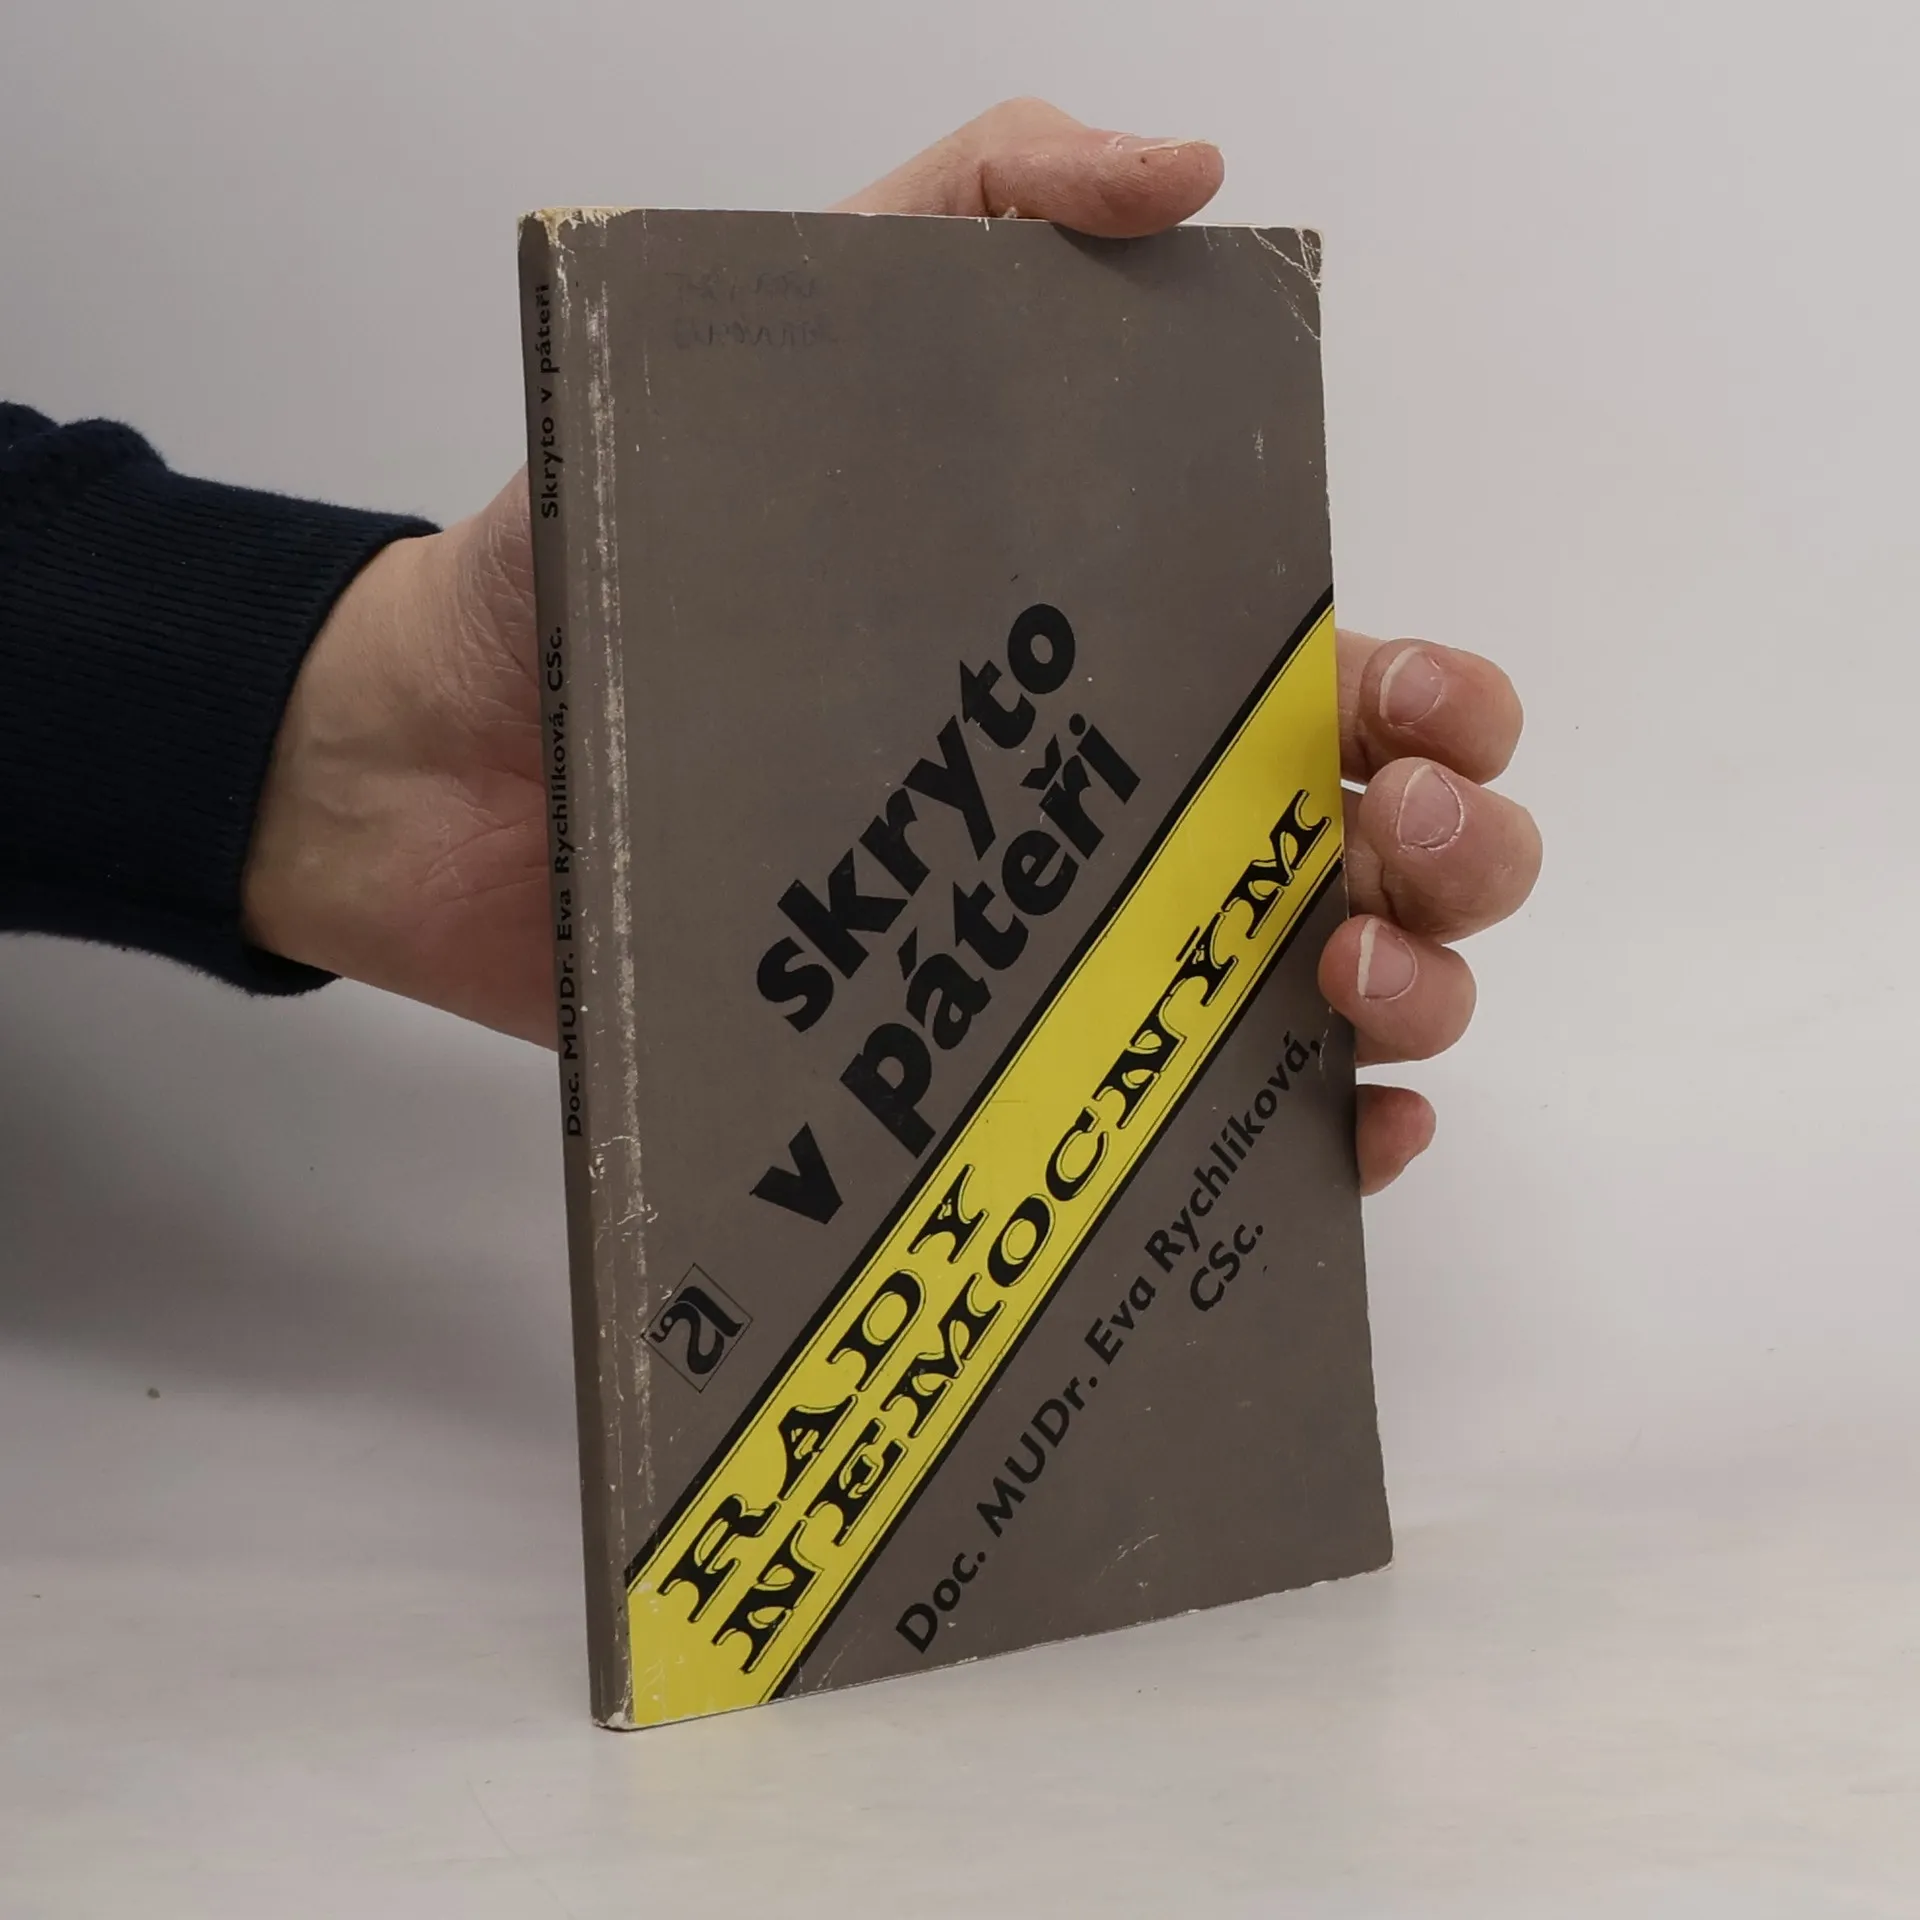 Skryto v páteři
Doc. MUDr. Eva Rychlíková, CSc.
skryto
v páteři
RADY
NEMOCNÝM
Doc. MUDr. Eva Rychlíková,
CSc.